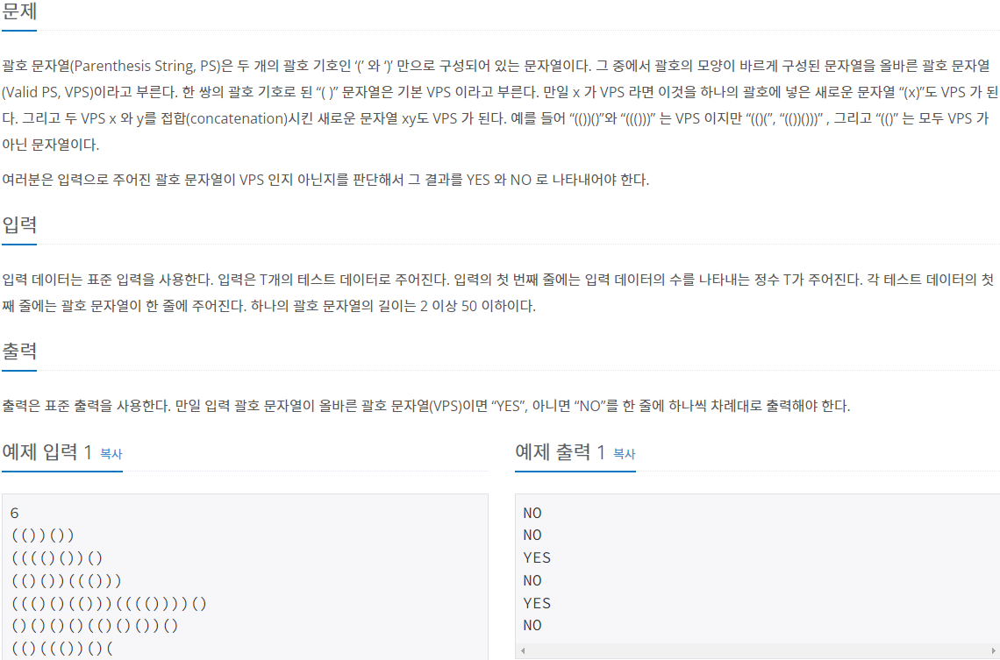 문제
괄호 문자열(Parenthesis String, PS)은 두 개의 괄호 기호인 ‘(’ 와 ‘)’ 만으로 구성되어 있는 문자열이다. 그 중에서 괄호의 모양이 바르게 구성된 문자열을 올바른 괄호 문자열
(Valid PS, VPS)이라고 부른다. 한 쌍의 괄호 기호로 된 “( )” 문자열은 기본 VPS 이라고 부른다. 만일 x 가 VPS 라면 이것을 하나의 괄호에 넣은 새로운 문자열 “(x)”도 VPS 가 된
다. 그리고 두 VPS x 와 y를 접합(concatenation)시킨 새로운 문자열 xy도 VPS 가 된다. 예를 들어 “(())()”와 “((()))” 는 VPS 이지만 “(()(”, “(())()))” , 그리고 “(()” 는 모두 VPS 가
아닌 문자열이다.
여러분은 입력으로 주어진 괄호 문자열이 VPS 인지 아닌지를 판단해서 그 결과를 YES 와 NO 로 나타내어야 한다.
입력
입력 데이터는 표준 입력을 사용한다. 입력은 T개의 테스트 데이터로 주어진다. 입력의 첫 번째 줄에는 입력 데이터의 수를 나타내는 정수 T가 주어진다. 각 테스트 데이터의 첫
째 줄에는 괄호 문자열이 한 줄에 주어진다. 하나의 괄호 문자열의 길이는 2 이상 50 이하이다.
출력
출력은 표준 출력을 사용한다. 만일 입력 괄호 문자열이 올바른 괄호 문자열(VPS)이면 “YES”, 아니면 “NO”를 한 줄에 하나씩 차례대로 출력해야 한다.
예제 입력 1 복사
6
(())())
(((()())()
(()())((()))
((()()(()))(((())))()
()()()()(()()())()
(()((())()(
예제 출력 1 복사
NO
NO
YES
NO
YES
NO